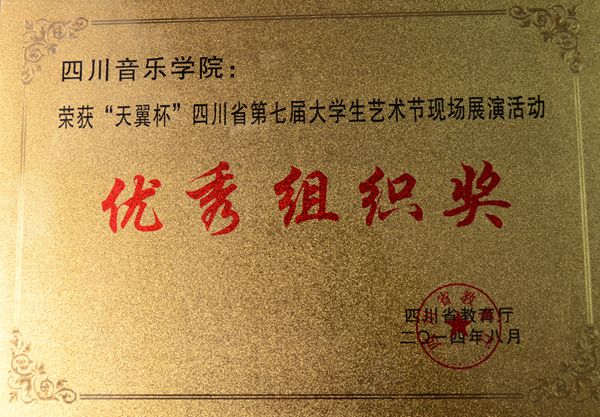 四川音乐学院：
荣获“天翼杯”四川省第七届大学生艺术节现场展演活动
优秀组织奖
四川省教育厅
二〇一四年八月